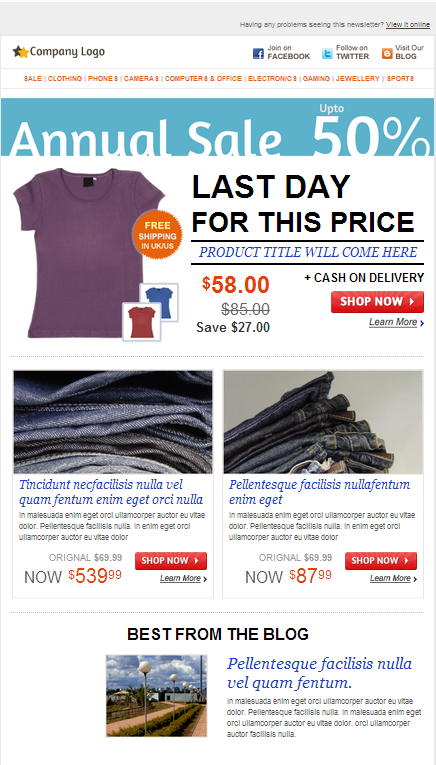 Having any problems seeing this newsletter? View it online
Company Logo
Join on
FACEBOOK
Follow on
TWITTER
Visit Our
BLOG
SALE | CLOTHING | PHONES | CAMERAS | COMPUTERS & OFFICE | ELECTRONICS | GAMING | JEWELLERY | SPORTS
Annual Sale Upto 50%
FREE
SHIPPING
IN UK/US
LAST DAY
FOR THIS PRICE
PRODUCT TITLE WILL COME HERE
$58.00
$85.00
Save $27.00
+ CASH ON DELIVERY
SHOP NOW
Learn More
Tincidunt necfacilisis nulla vel
quam fentum enim eget orci nulla
In malesuada enim eget orci ullamcorper auctor eu vitae
dolor. Pellentesque facilisis nulla. In enim eget orci
ullamcorper auctor eu vitae dolor
ORIGNAL $69.99
NOW $539.99
SHOP NOW
Learn More
Pellentesque facilisis nullafentum
enim eget
In malesuada enim eget orci ullamcorper auctor eu vitae
dolor. Pellentesque facilisis nulla. In enim eget orci
ullamcorper auctor eu vitae dolor
ORIGNAL $69.99
NOW $8799
SHOP NOW
Learn More
BEST FROM THE BLOG
Pellentesque facilisis nulla
vel quam fentum.
In malesuada enim eget orci ullamcorper auctor eu vitae
dolor. Pellentesque facilisis nulla. In malesuada enim eget
orci ullamcorper auctor eu vitae dolor. orci ullamcorper
auctor facilisis nulla.